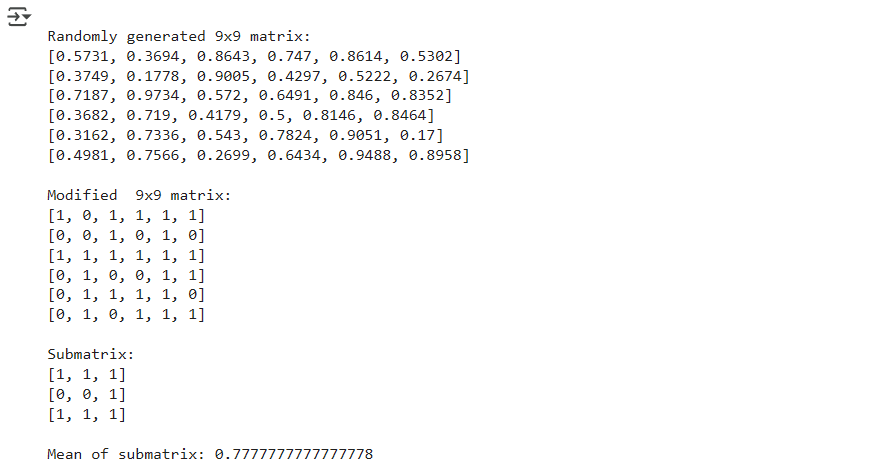 Randomly generated 9x9 matrix:
[0.5731, 0.3694, 0.8643, 0.747, 0.8614, 0.5302]
[0.3749, 0.1778, 0.9005, 0.4297, 0.5222, 0.2674]
[0.7187, 0.9734, 0.572, 0.6491, 0.846, 0.8352]
[0.3682, 0.719, 0.4179, 0.5, 0.8146, 0.8464]
[0.3162, 0.7336, 0.543, 0.7824, 0.9051, 0.17]
[0.4981, 0.7566, 0.2699, 0.6434, 0.9488, 0.8958]
Modified  9x9 matrix:
[1, 0, 1, 1, 1, 1]
[0, 0, 1, 0, 1, 0]
[1, 1, 1, 1, 1, 1]
[0, 1, 0, 0, 1, 1]
[0, 1, 1, 1, 1, 0]
[0, 1, 0, 1, 1, 1]
Submatrix:
[1, 1, 1]
[0, 0, 1]
[1, 1, 1]
Mean of submatrix: 0.7777777777777778